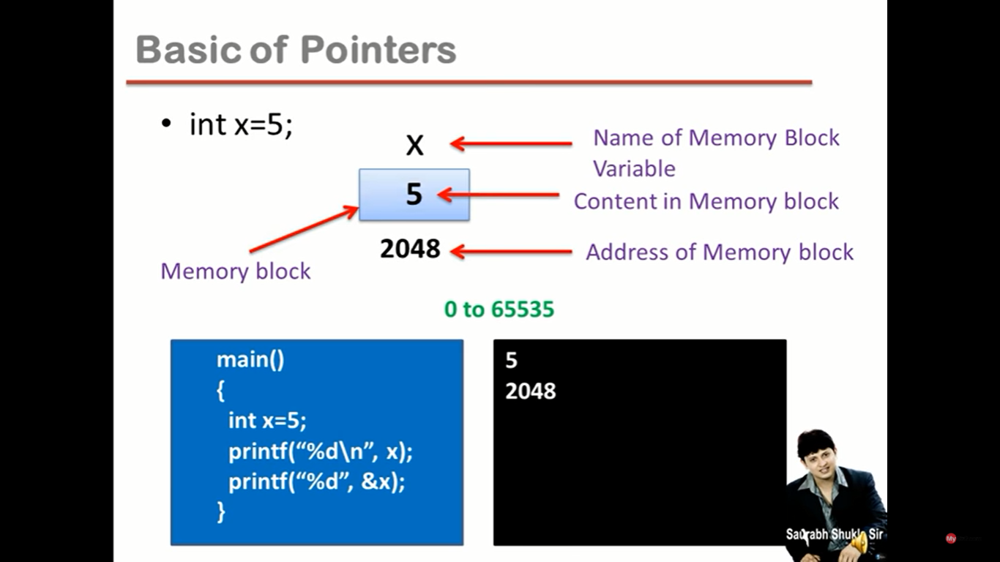 Basic of Pointers
• int x=5;
X
Name of Memory Block
Variable
5
Content in Memory block
2048
Address of Memory block
Memory block
0 to 65535
main()
{
int x=5;
printf(“%d\n”, x);
printf(“%d”, &x);
}
5
2048
Saurabh Shukla Sir
My